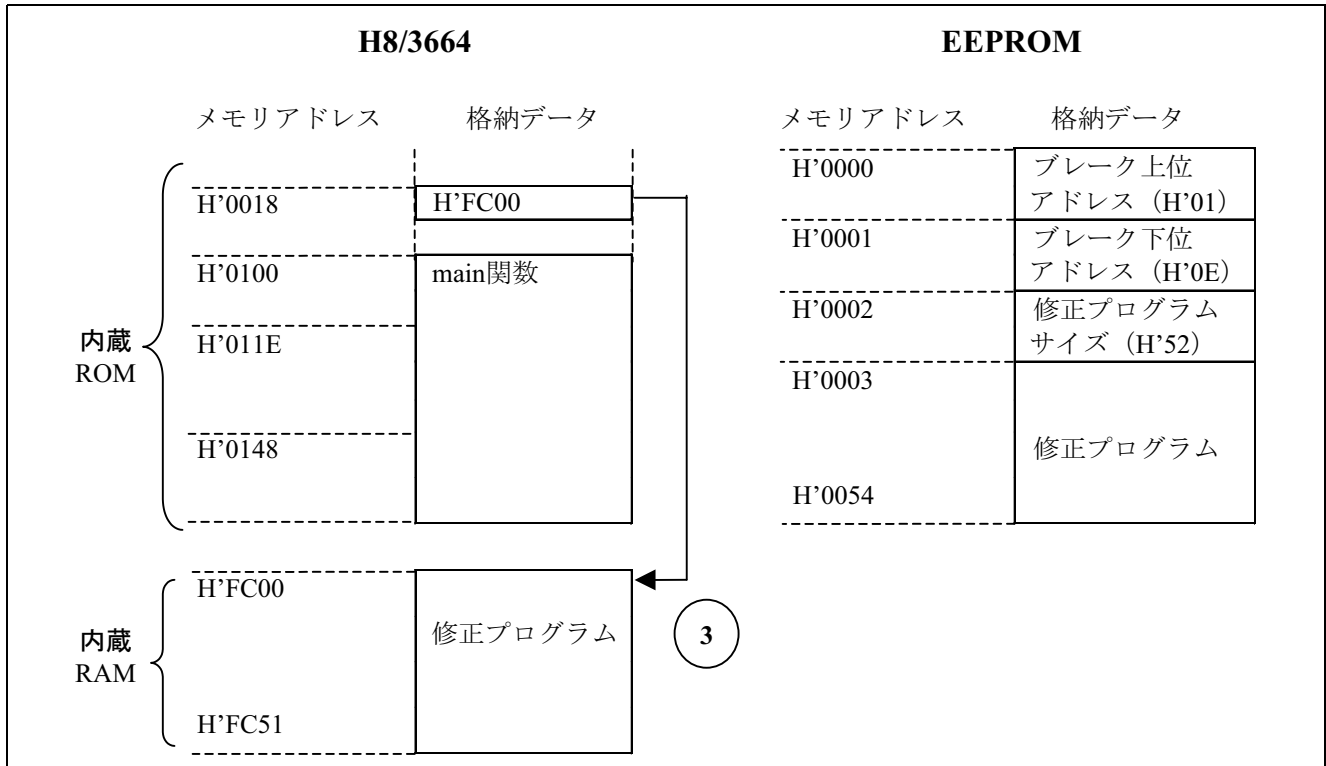 H8/3664
EEPROM
メモリアドレス 格納データ
メモリアドレス 格納データ
内蔵
ROM
H’0018 H’FC00
H’0100 main関数
H’011E
H’0148
H’0000 ブレーク上位
アドレス（H’01）
H’0001 ブレーク下位
アドレス（H’0E）
H’0002 修正プログラム
サイズ（H’52）
H’0003
修正プログラム
H’0054
内蔵
RAM
H’FC00
修正プログラム
3
H’FC51